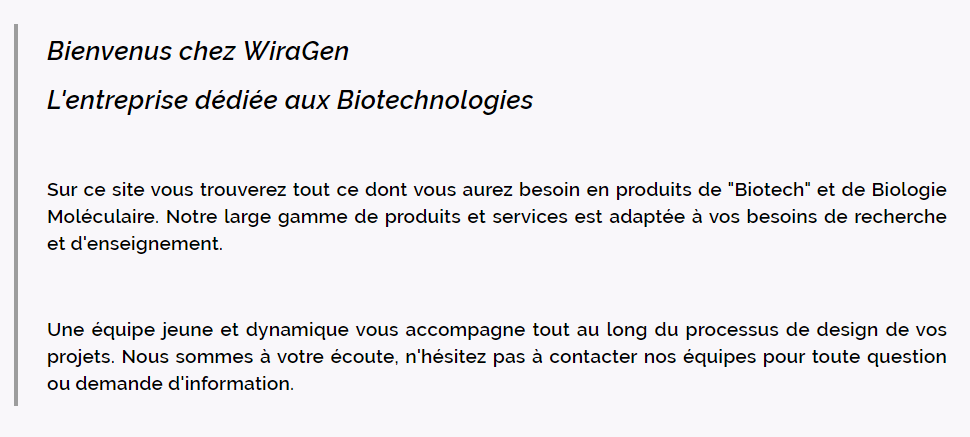 Bienvenus chez WiraGen
L'entreprise dédiée aux Biotechnologies
Sur ce site vous trouverez tout ce dont vous aurez besoin en produits de "Biotech" et de Biologie
Moléculaire. Notre large gamme de produits et services est adaptée à vos besoins de recherche
et d'enseignement.
Une équipe jeune et dynamique vous accompagne tout au long du processus de design de vos
projets. Nous sommes à votre écoute, n'hésitez pas à contacter nos équipes pour toute question
ou demande d'information.